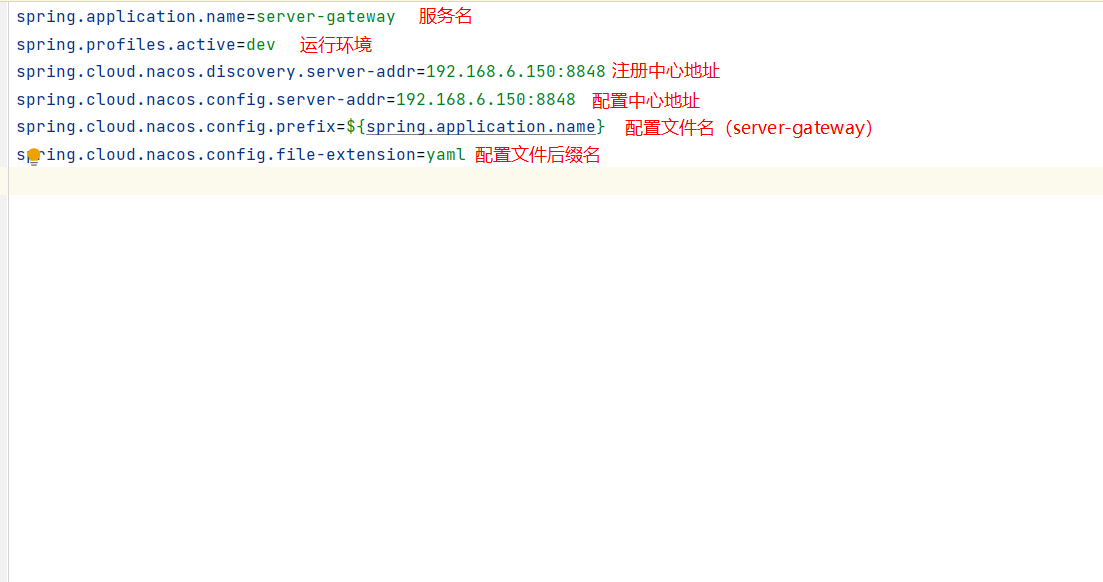 spring.application.name=server-gateway 服务名
spring.profiles.active=dev 运行环境
spring.cloud.nacos.discovery.server-addr=192.168.6.150:8848 注册中心地址
spring.cloud.nacos.config.server-addr=192.168.6.150:8848 配置中心地址
spring.cloud.nacos.config.prefix=${spring.application.name} 配置文件名（server-gateway）
spring.cloud.nacos.config.file-extension=yaml 配置文件后缀名